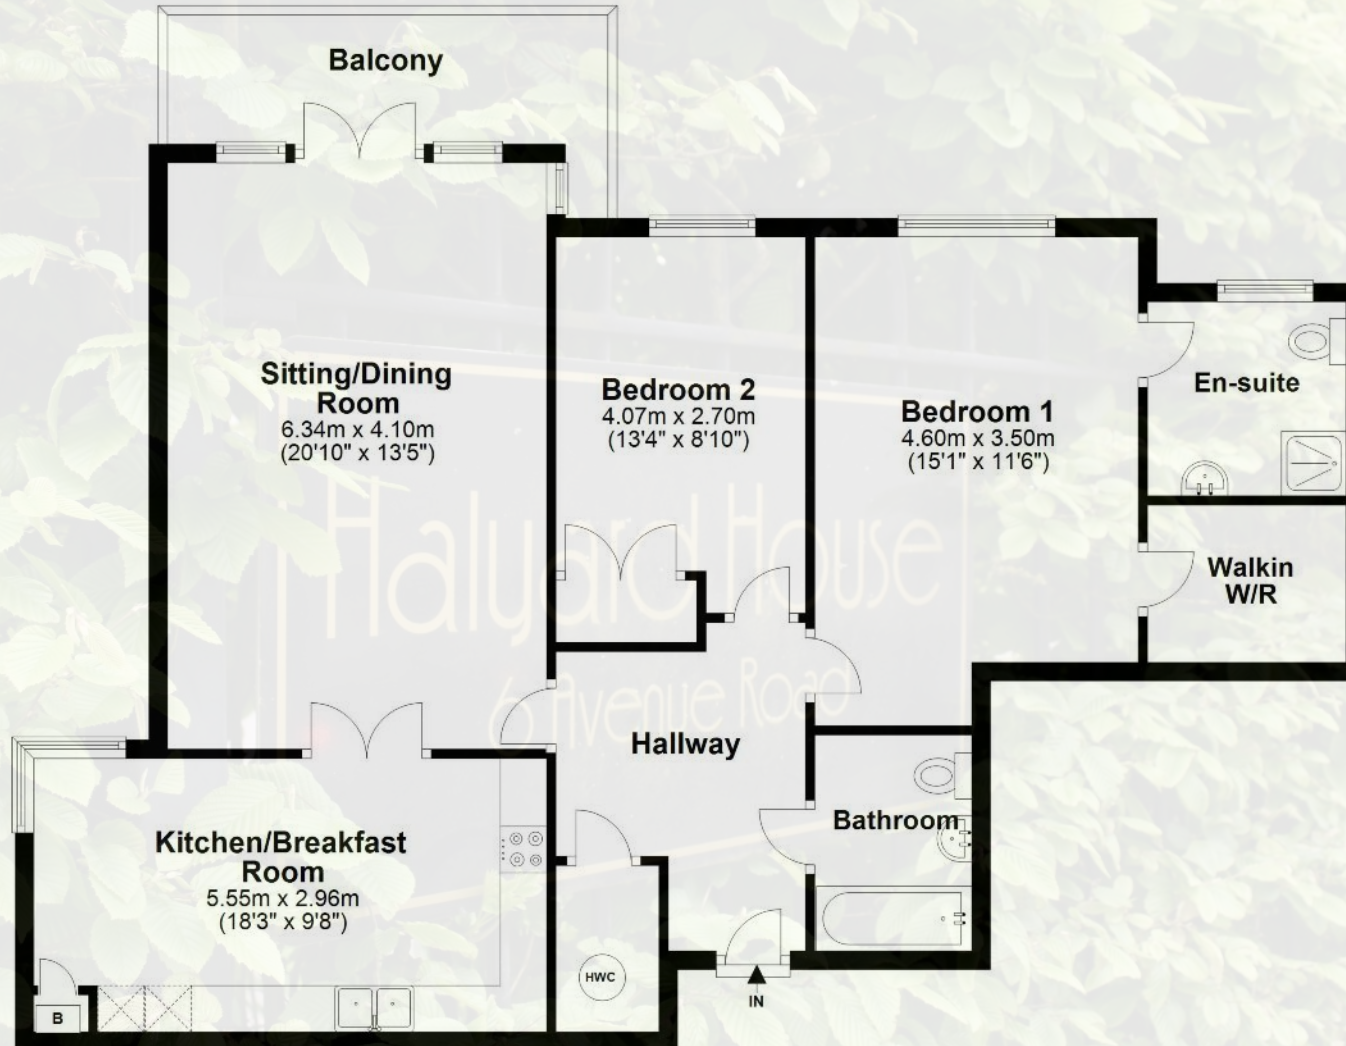 Balcony
Sitting/Dining
Room
6.34m x 4.10m
(20'10" x 13'5")
Bedroom 2
4.07m x 2.70m
(13'4" x 8'10")
Bedroom 1
4.60m x 3.50m
(15'1" x 11'6")
En-suite
Walkin
W/R
Halyard House
6 Avenue Road
Hallway
Bathroom
Kitchen/Breakfast
Room
5.55m x 2.96m
(18'3" x 9'8")
HWC
IN
B